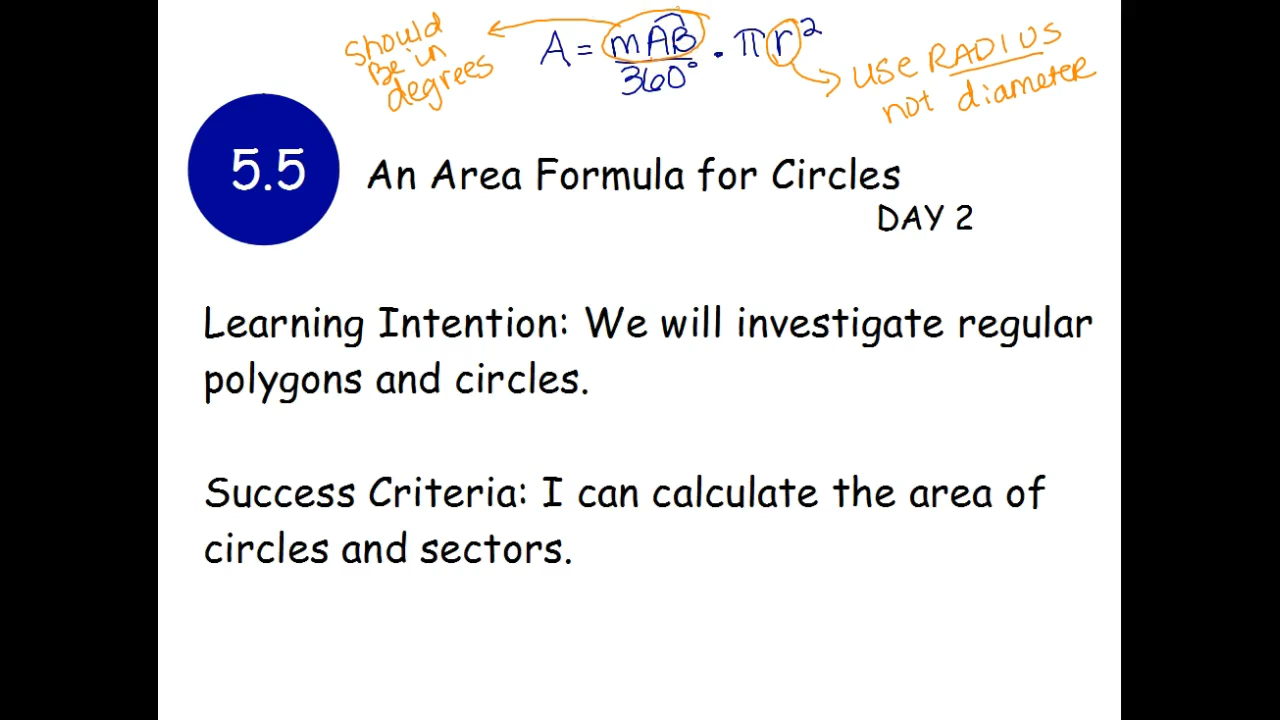 should
Be in
degrees
A = mAB/360° · πr²
USE RADIUS
not diameter
5.5
An Area Formula for Circles
DAY 2
Learning Intention: We will investigate regular
polygons and circles.
Success Criteria: I can calculate the area of
circles and sectors.